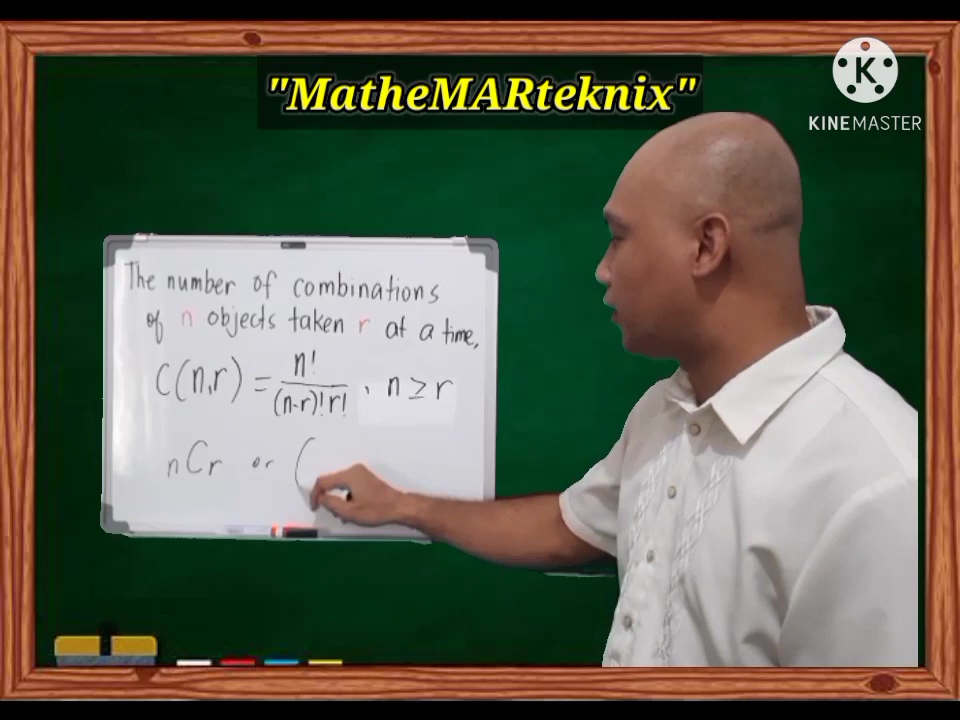 "MatheMARteknix"
K
KINEMASTER
The number of combinations
of n objects taken r at a time,
C(n,r) = n!/(n-r)!r! , n ≥ r
nCr or (